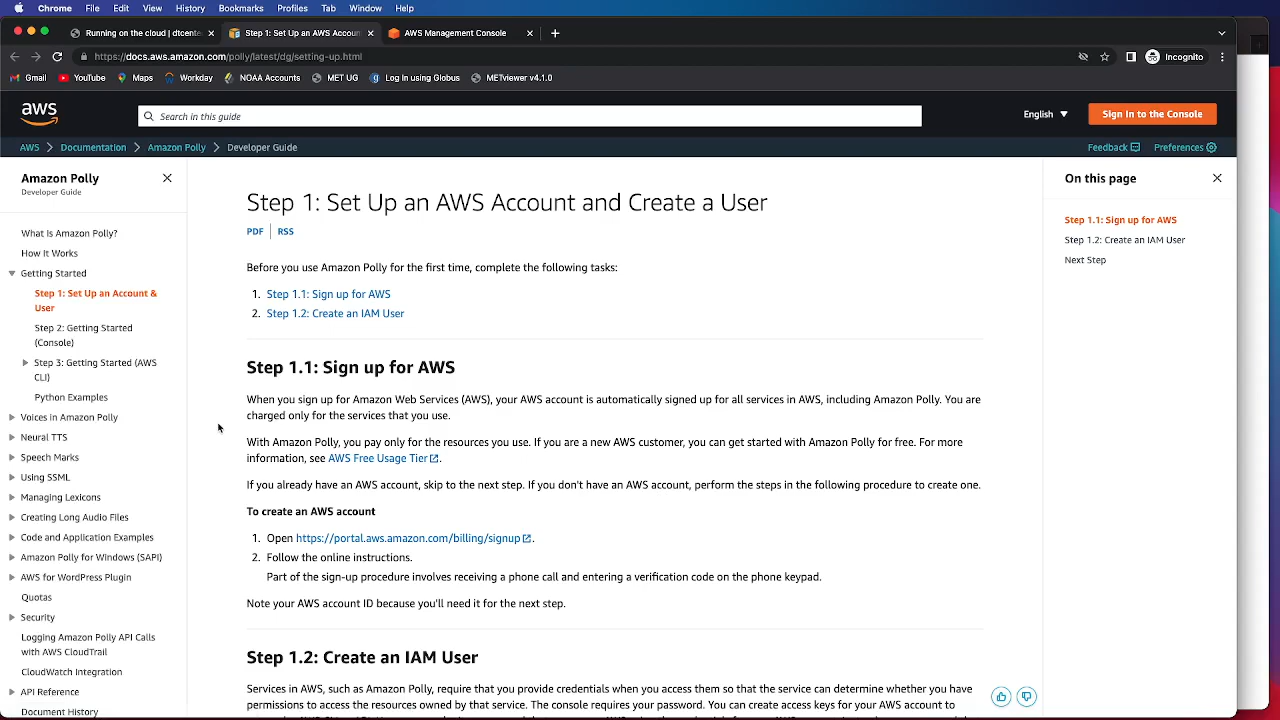 Chrome File Edit View History Bookmarks Profiles Tab Window Help
Running on the cloud | dtcente Step 1: Set Up an AWS Accoun AWS Management Console
https://docs.aws.amazon.com/polly/latest/dg/setting-up.html Incognito
Gmail YouTube Maps Workday NOAA Accounts MET UG Log in using Globus METViewer v4.1.0
aws Search in this guide English Sign In to the Console
AWS Documentation Amazon Polly Developer Guide Feedback Preferences
Amazon Polly
Developer Guide
What Is Amazon Polly?
How It Works
Getting Started
Step 1: Set Up an Account &
User
Step 2: Getting Started
(Console)
Step 3: Getting Started (AWS
CLI)
Python Examples
Voices in Amazon Polly
Neural TTS
Speech Marks
Using SSML
Managing Lexicons
Creating Long Audio Files
Code and Application Examples
Amazon Polly for Windows (SAPI)
AWS for WordPress Plugin
Quotas
Security
Logging Amazon Polly API Calls
with AWS CloudTrail
CloudWatch Integration
API Reference
Document History
Step 1: Set Up an AWS Account and Create a User
PDF RSS
Before you use Amazon Polly for the first time, complete the following tasks:
1. Step 1.1: Sign up for AWS
2. Step 1.2: Create an IAM User
Step 1.1: Sign up for AWS
When you sign up for Amazon Web Services (AWS), your AWS account is automatically signed up for all services in AWS, including Amazon Polly. You are
charged only for the services that you use.
With Amazon Polly, you pay only for the resources you use. If you are a new AWS customer, you can get started with Amazon Polly for free. For more
information, see AWS Free Usage Tier.
If you already have an AWS account, skip to the next step. If you don't have an AWS account, perform the steps in the following procedure to create one.
To create an AWS account
1. Open https://portal.aws.amazon.com/billing/signup.
2. Follow the online instructions.
Part of the sign-up procedure involves receiving a phone call and entering a verification code on the phone keypad.
Note your AWS account ID because you'll need it for the next step.
Step 1.2: Create an IAM User
Services in AWS, such as Amazon Polly, require that you provide credentials when you access them so that the service can determine whether you have
permissions to access the resources owned by that service. The console requires your password. You can create access keys for your AWS account to
On this page
Step 1.1: Sign up for AWS
Step 1.2: Create an IAM User
Next Step